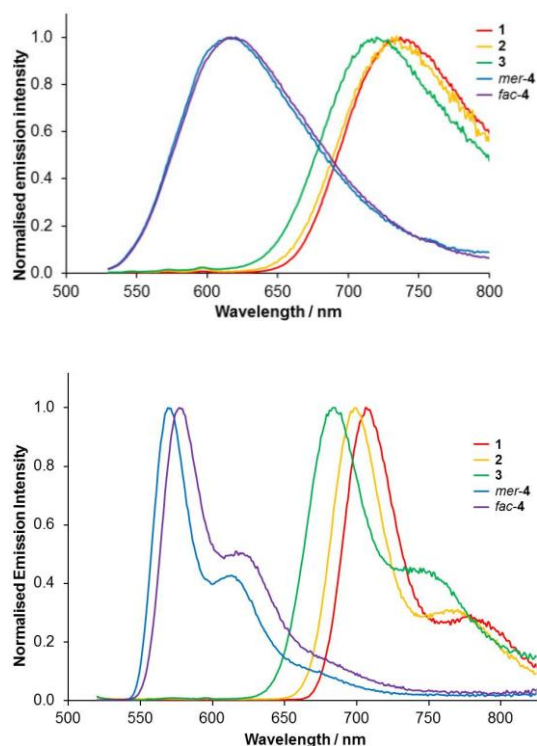 Normalised emission intensity
1.0
0.8
0.6
0.4
0.2
0.0
500 550 600 650 700 750 800
Wavelength / nm
1
2
3
mer-4
fac-4
Normalised Emission Intensity
1.0
0.8
0.6
0.4
0.2
0.0
500 550 600 650 700 750 800
Wavelength / nm
1
2
3
mer-4
fac-4